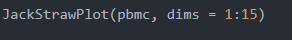 JackStrawPlot(pbmc, dims = 1:15)